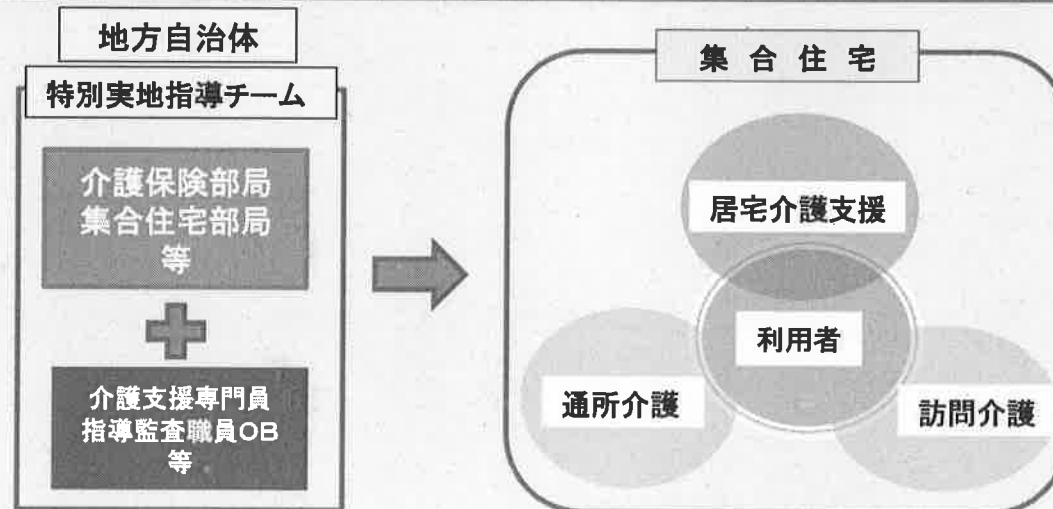 地方自治体
特別実地指導チーム
介護保険部局
集合住宅部局
等
介護支援専門員
指導監査職員OB
等
集合住宅
居宅介護支援
利用者
通所介護
訪問介護